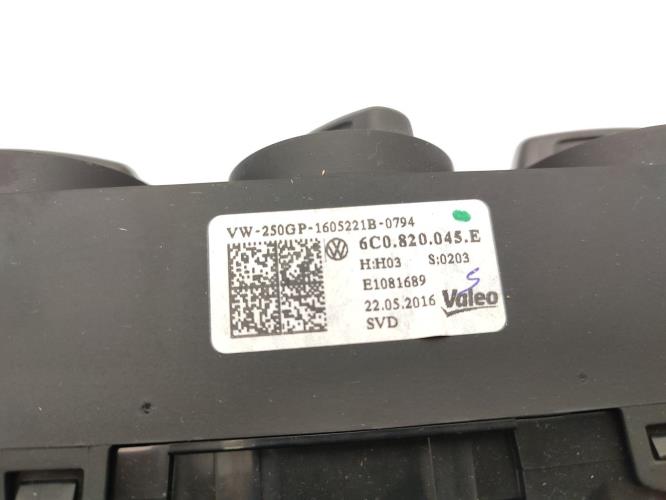 VW-250GP-1605221B-0794
6C0.820.045.E
H:H03 S:0203
E1081689
22.05.2016 Valeo
SVD